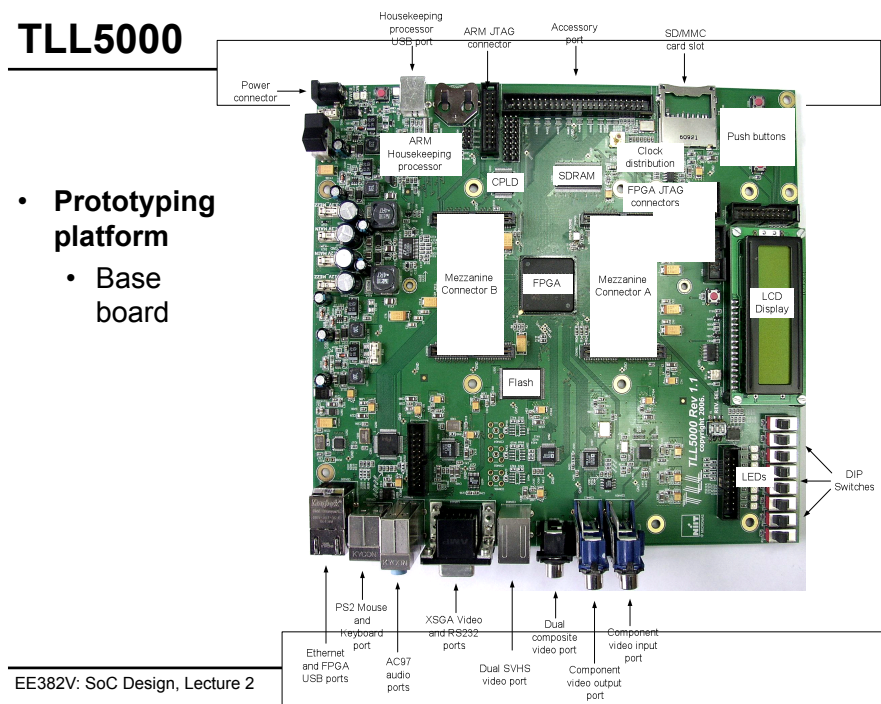 TLL5000
Housekeeping
processor
USB port
ARM JTAG
connector
Accessory
port
SD/MMC
card slot
Power
connector
ARM
Housekeeping
processor
CPLD
SDRAM
Clock
distribution
Push buttons
FPGA JTAG
connectors
• Prototyping
platform
• Base
board
Mezzanine
Connector B
FPGA
Mezzanine
Connector A
LCD
Display
Flash
TLL5000 Rev 1.1
copyright 2006.
LEDs
DIP
Switches
KYCON
KYCON
PS2 Mouse
and
Keyboard
port
XSGA Video
and RS232
ports
Dual
composite
video port
Component
video input
port
Ethernet
and FPGA
USB ports
AC97
audio
ports
Dual SVHS
video port
Component
video output
port
EE382V: SoC Design, Lecture 2